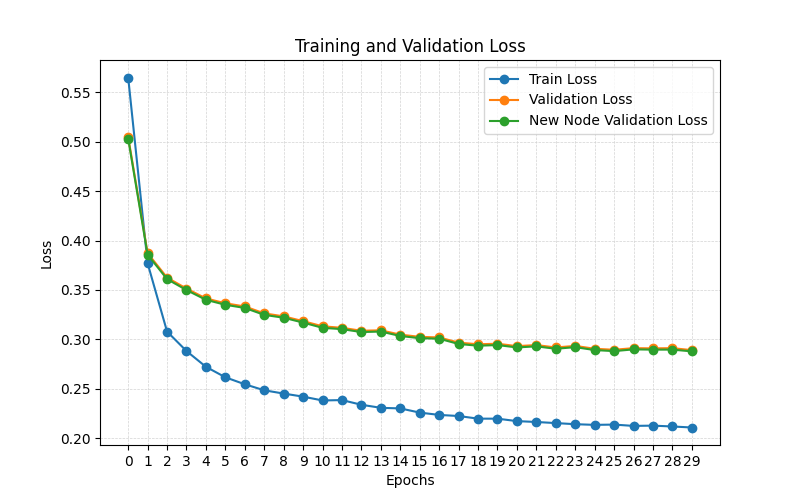 Training and Validation Loss
Train Loss
Validation Loss
New Node Validation Loss
0.55
0.50
0.45
0.40
0.35
0.30
0.25
0.20
Loss
0 1 2 3 4 5 6 7 8 9 10 11 12 13 14 15 16 17 18 19 20 21 22 23 24 25 26 27 28 29
Epochs